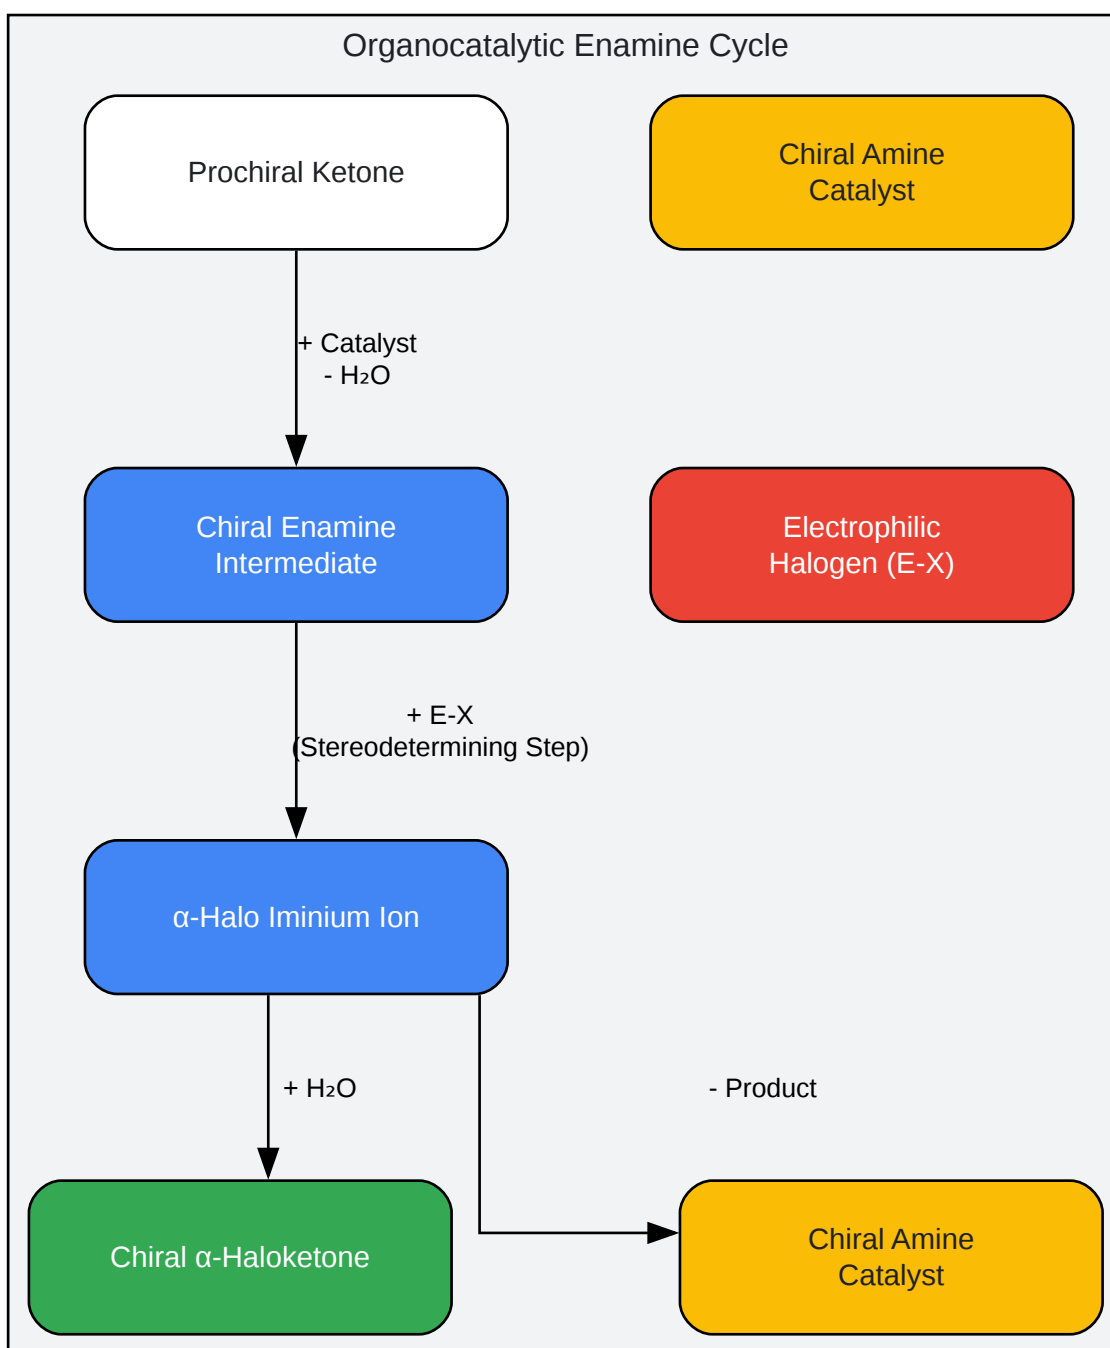 Organocatalytic Enamine Cycle
Prochiral Ketone
Chiral Amine
Catalyst
+ Catalyst
- H₂O
Chiral Enamine
Intermediate
Electrophilic
Halogen (E-X)
+ E-X
(Stereodetermining Step)
α-Halo Iminium Ion
+ H₂O
- Product
Chiral α-Haloketone
Chiral Amine
Catalyst